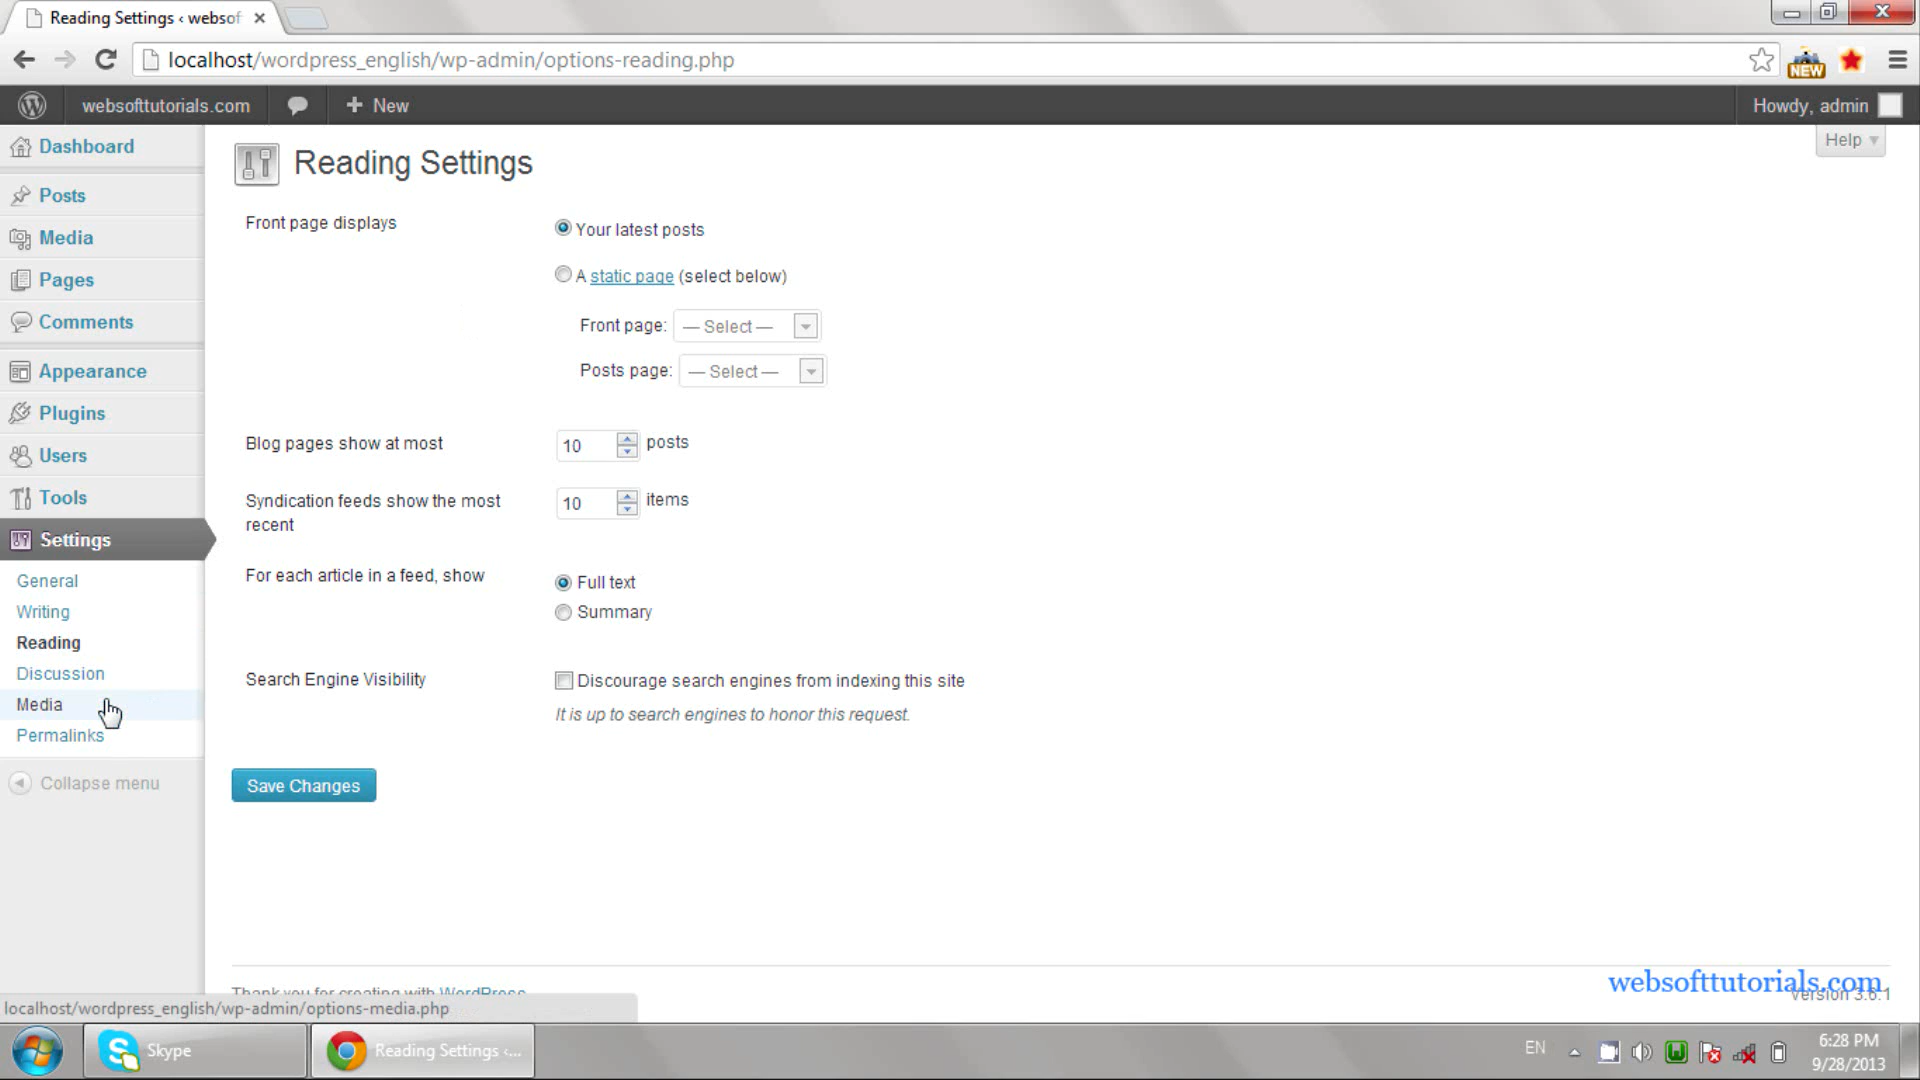 Reading Settings ‹ websof
localhost/wordpress_english/wp-admin/options-reading.php
NEW
websofttutorials.com
New
Howdy, admin
Help
Dashboard
Posts
Media
Pages
Comments
Appearance
Plugins
Users
Tools
Settings
General
Writing
Reading
Discussion
Media
Permalinks
Collapse menu
Reading Settings
Front page displays
Your latest posts
A static page (select below)
Front page: — Select —
Posts page: — Select —
Blog pages show at most 10 posts
Syndication feeds show the most recent 10 items
For each article in a feed, show
Full text
Summary
Search Engine Visibility
Discourage search engines from indexing this site
It is up to search engines to honor this request.
Save Changes
Thank you for creating with WordPress
websofttutorials.com
Version 3.6.1
localhost/wordpress_english/wp-admin/options-media.php
Skype
Reading Settings ‹...
EN
6:28 PM
9/28/2013